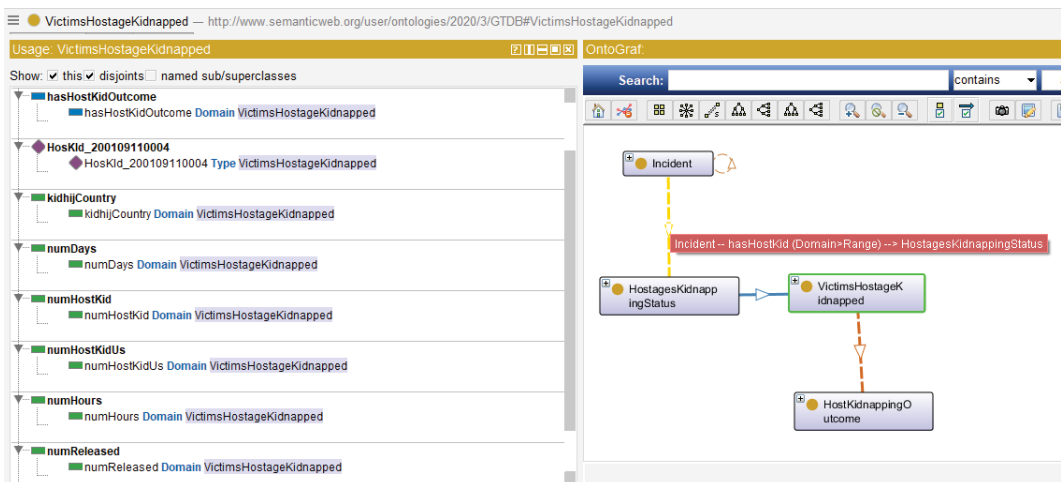 VictimsHostageKidnapped — http://www.semanticweb.org/user/ontologies/2020/3/GTDB#VictimsHostageKidnapped
Usage: VictimsHostageKidnapped
Show: this disjoints named sub/superclasses
hasHostKidOutcome
hasHostKidOutcome Domain VictimsHostageKidnapped
HosKId_200109110004
HosKId_200109110004 Type VictimsHostageKidnapped
kidhijCountry
kidhijCountry Domain VictimsHostageKidnapped
numDays
numDays Domain VictimsHostageKidnapped
numHostKid
numHostKid Domain VictimsHostageKidnapped
numHostKidUs
numHostKidUs Domain VictimsHostageKidnapped
numHours
numHours Domain VictimsHostageKidnapped
numReleased
numReleased Domain VictimsHostageKidnapped
OntoGraf:
Search: contains
Incident
Incident -- hasHostKid (Domain>Range) --> HostagesKidnappingStatus
HostagesKidnapp
ingStatus
VictimsHostageK
idnapped
HostKidnappingO
utcome